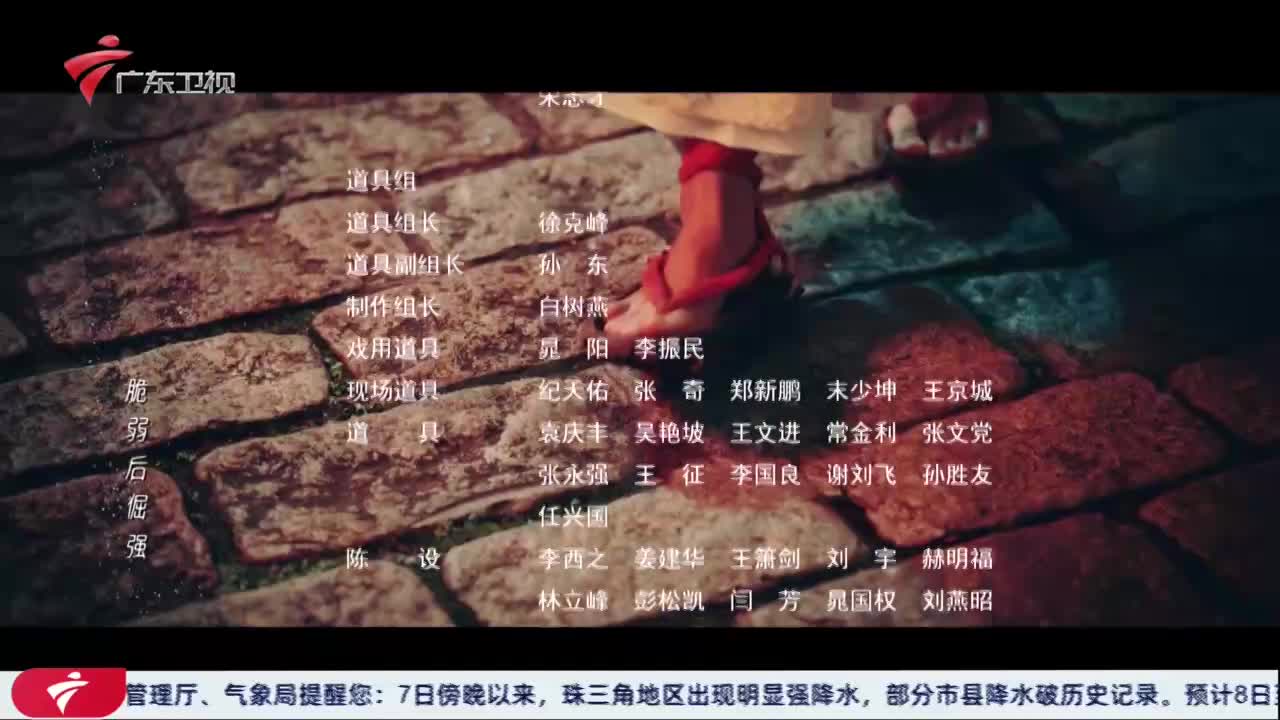 广东卫视
道具组
道具组长 徐克峰
道具副组长 孙 东
制作组长 白树燕
戏用道具 晁 阳 李振民
现场道具 纪天佑 张 奇 郑新鹏 末少坤 王京城
道 具 袁庆丰 吴艳坡 王文进 常金利 张文党
张永强 王 征 李国良 谢刘飞 孙胜友
任兴国
陈 设 李西之 姜建华 王箫剑 刘 宇 赫明福
林立峰 彭松凯 闫 芳 晁国权 刘燕昭
脆弱后倔强
管理厅、气象局提醒您：7日傍晚以来，珠三角地区出现明显强降水，部分市县降水破历史记录。预计8日